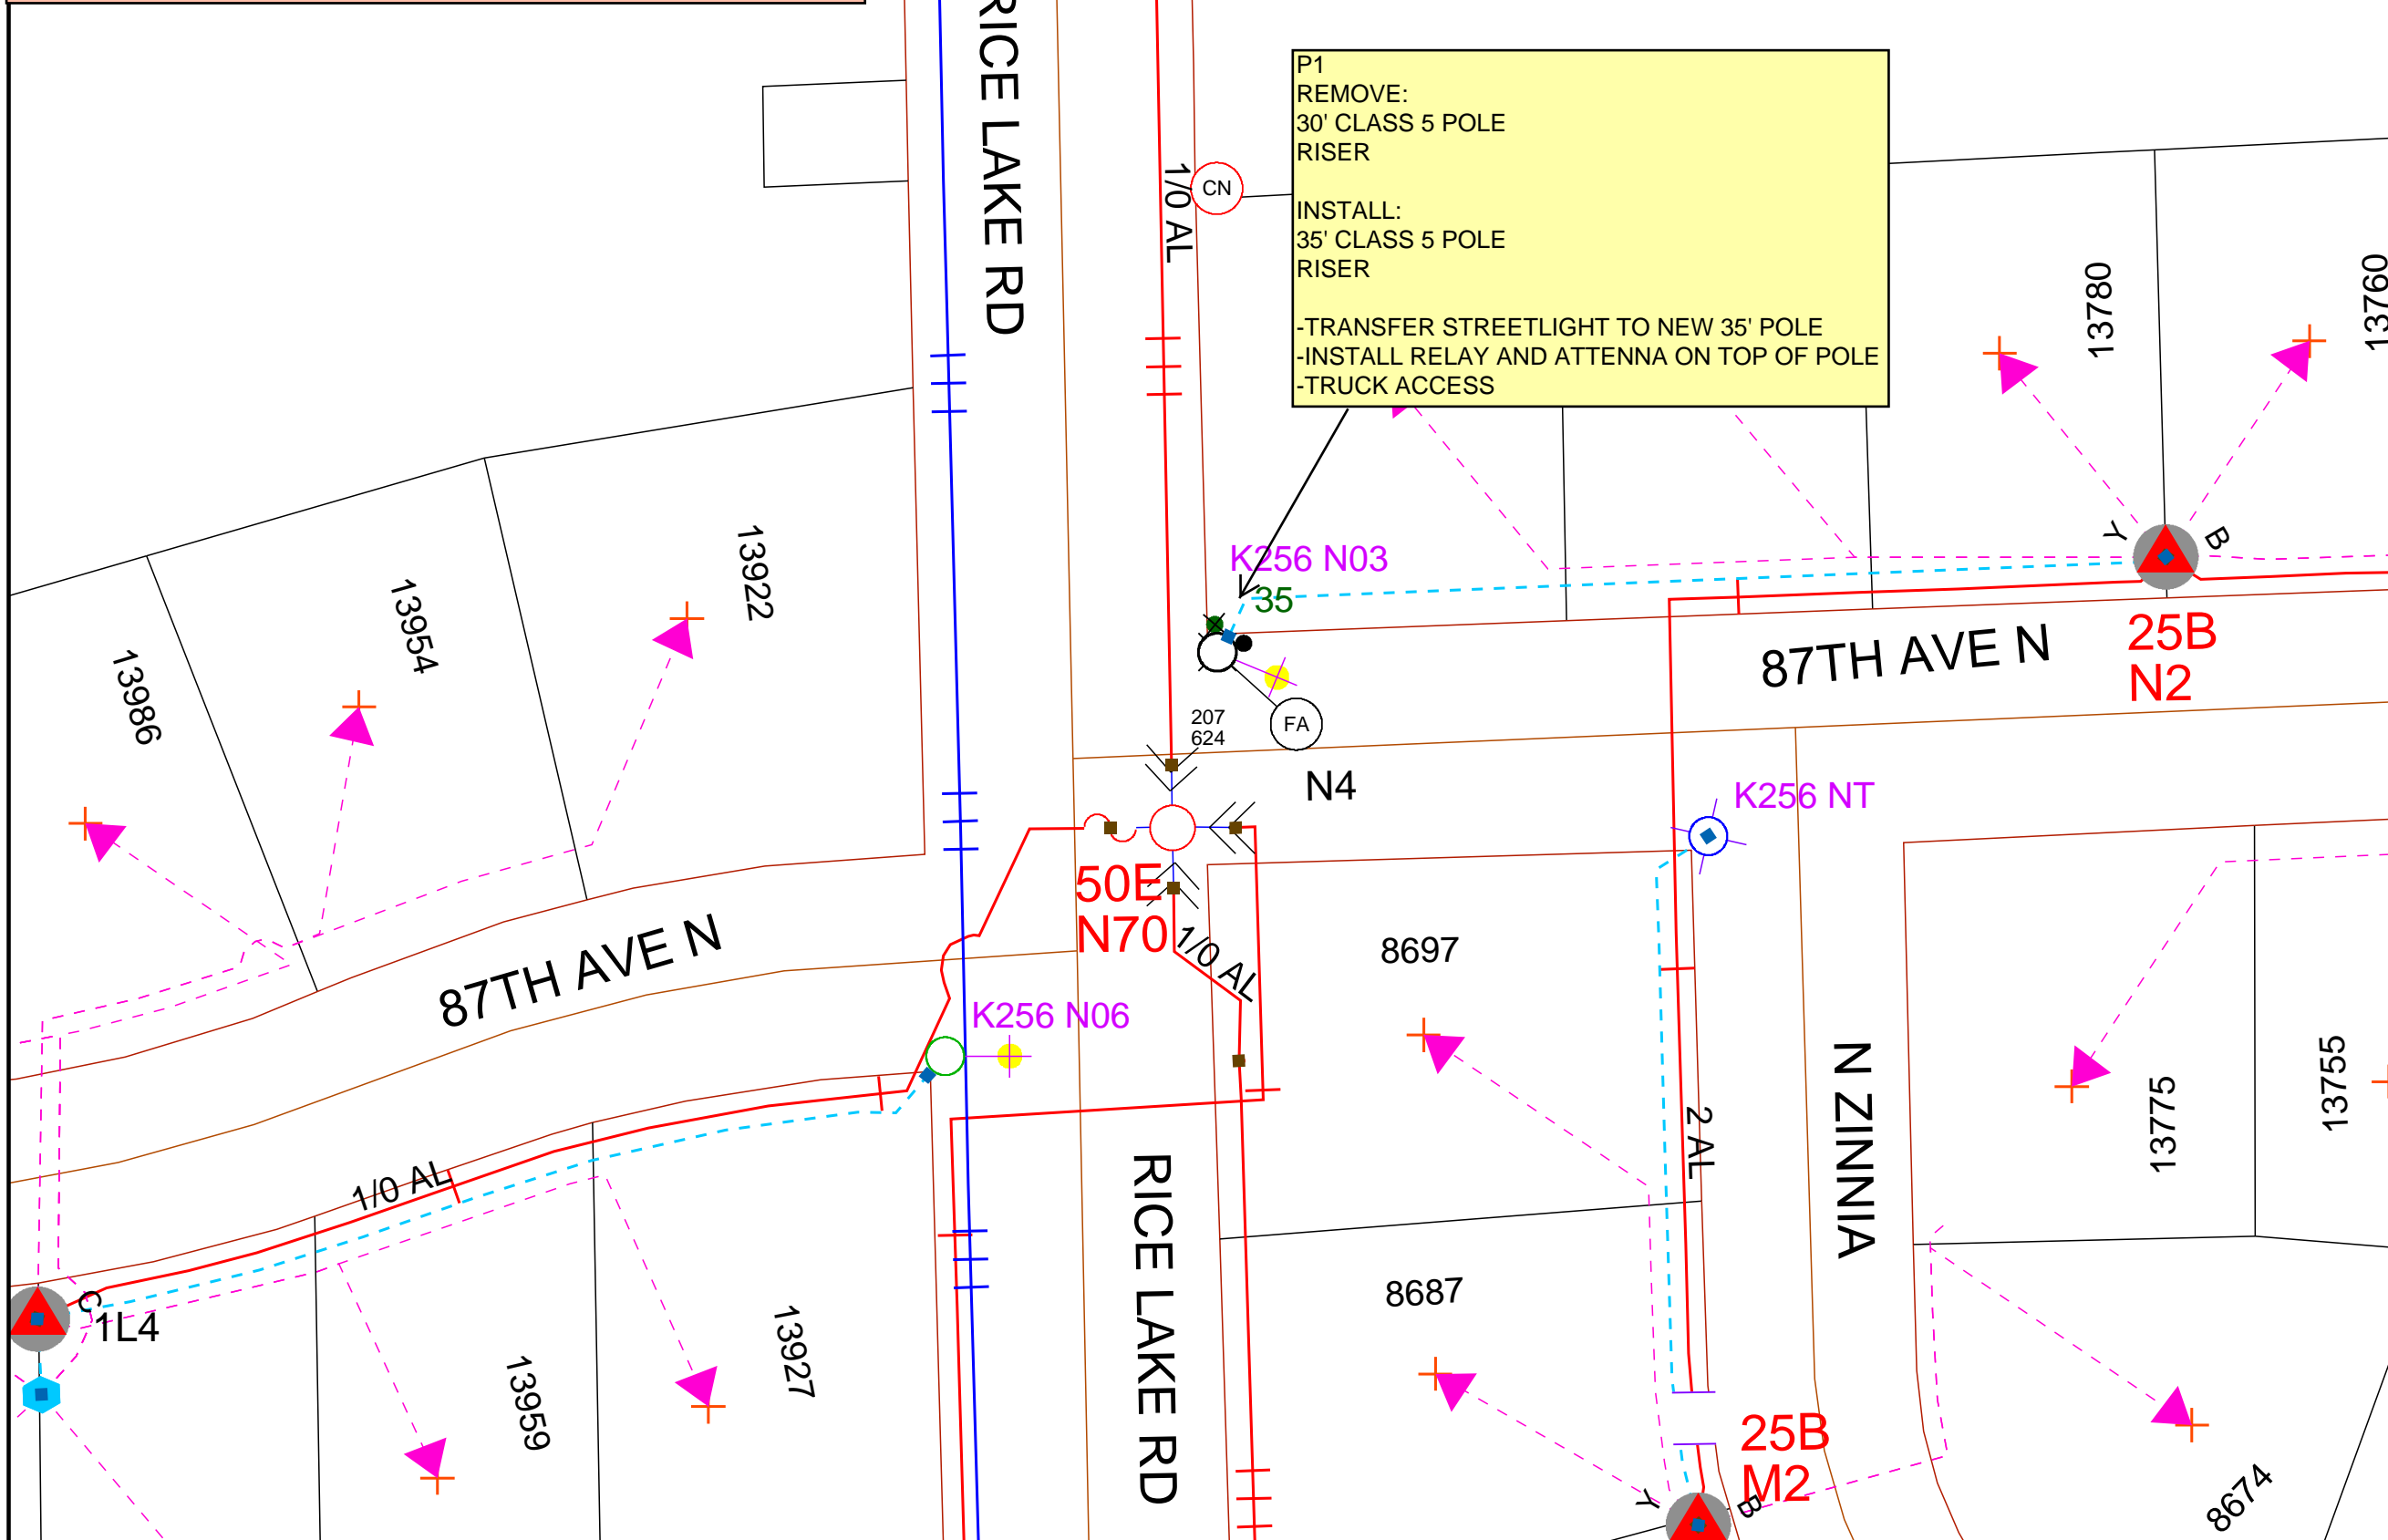 RICE LAKE RD
P1
REMOVE:
30' CLASS 5 POLE
RISER
INSTALL:
35' CLASS 5 POLE
RISER
-TRANSFER STREETLIGHT TO NEW 35' POLE
-INSTALL RELAY AND ATTENNA ON TOP OF POLE
-TRUCK ACCESS
1/0 AL
CN
13780
13760
13922
13954
13986
K256 N03
35
Y
B
87TH AVE N
25B
N2
207
624
FA
N4
K256 NT
50E
N70
1/0 AL
8697
87TH AVE N
K256 N06
N ZINNIA
13775
13755
2 AL
1/0 AL
RICE LAKE RD
C
1L4
8687
13927
13959
25B
M2
Y
B
8674